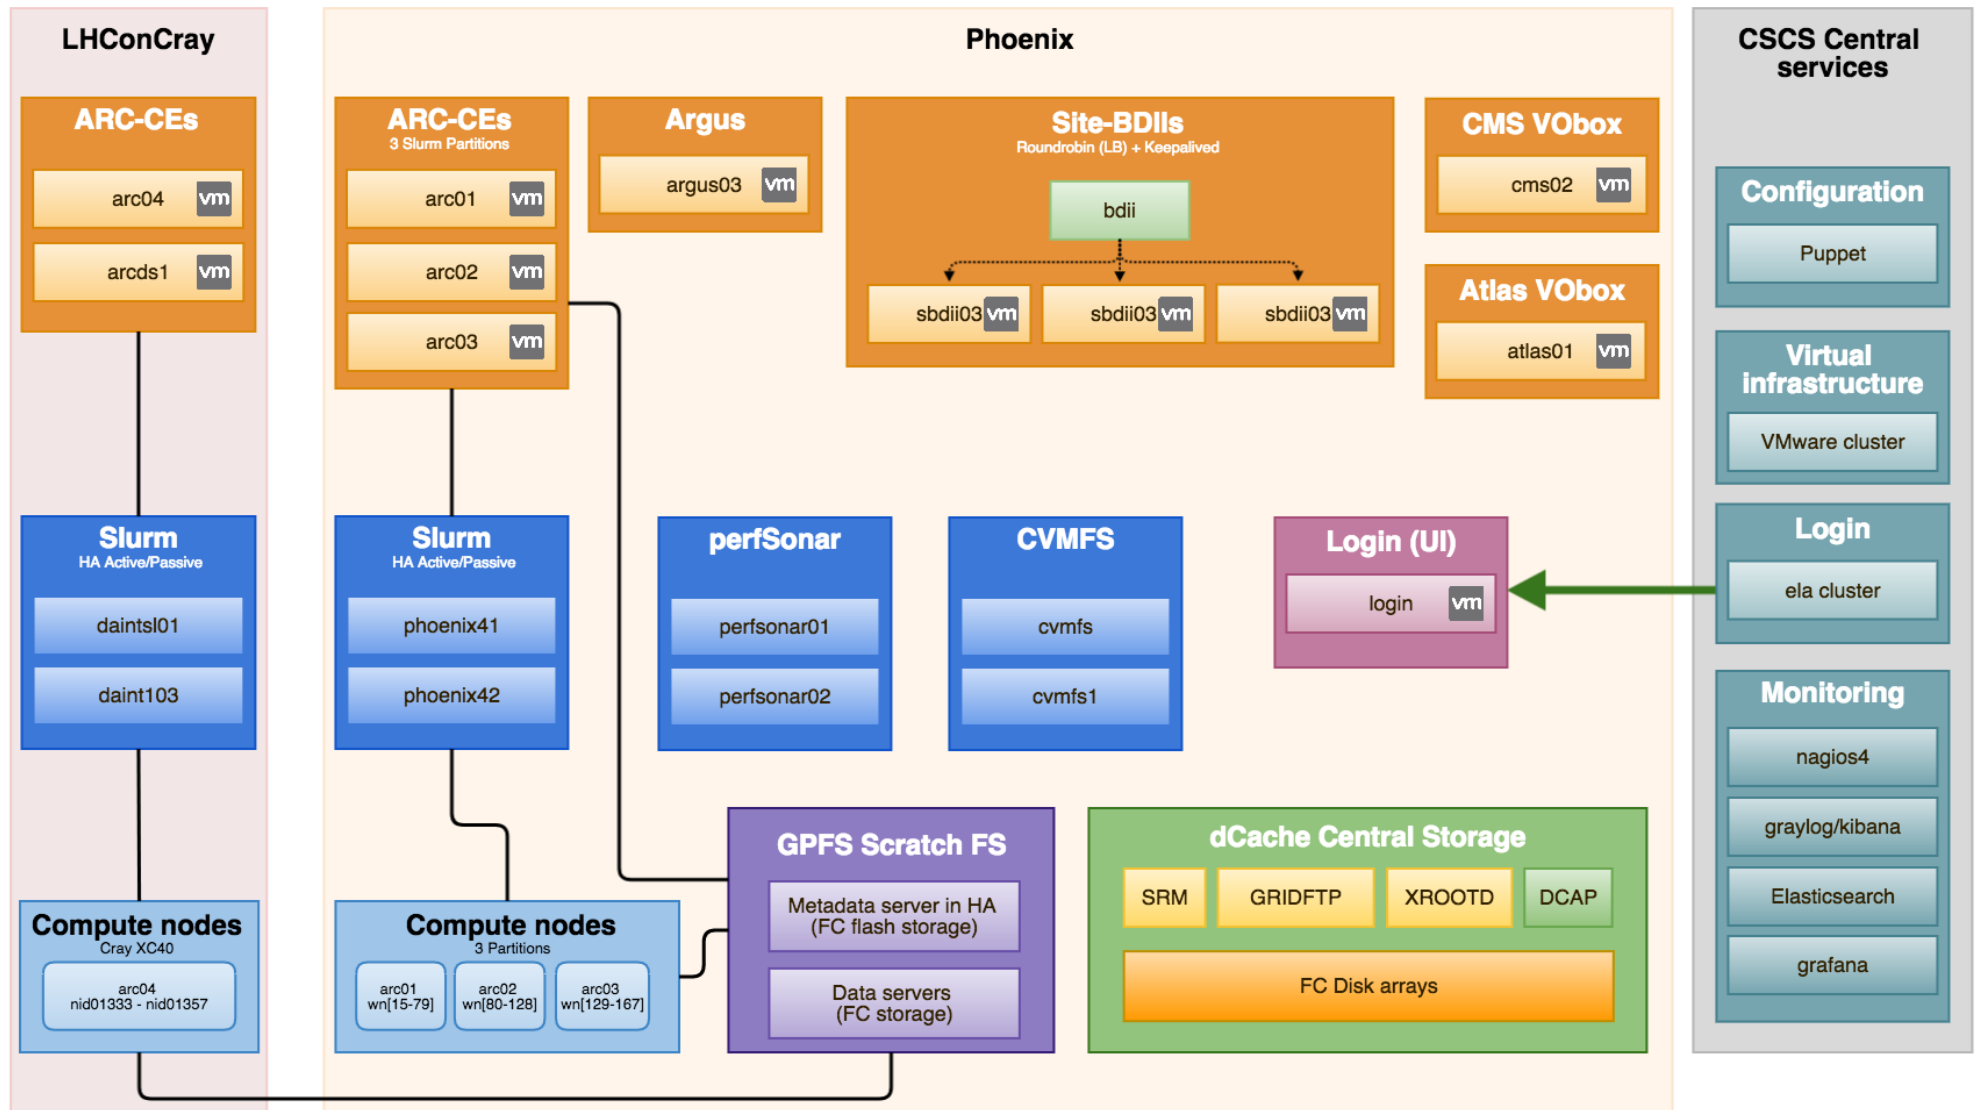 LHConCray
ARC-CEs
arc04
vm
arcds1
vm
Slurm
HA Active/Passive
daintsl01
daint103
Compute nodes
Cray XC40
arc04
nid01333 - nid01357
Phoenix
ARC-CEs
3 Slurm Partitions
arc01
vm
arc02
vm
arc03
vm
Argus
argus03
vm
Site-BDIIs
Roundrobin (LB) + Keepalived
bdii
sbdii03
vm
sbdii03
vm
sbdii03
vm
CMS VObox
cms02
vm
Atlas VObox
atlas01
vm
Slurm
HA Active/Passive
phoenix41
phoenix42
perfSonar
perfsonar01
perfsonar02
CVMFS
cvmfs
cvmfs1
Login (UI)
login
vm
Compute nodes
3 Partitions
arc01
wn[15-79]
arc02
wn[80-128]
arc03
wn[129-167]
GPFS Scratch FS
Metadata server in HA
(FC flash storage)
Data servers
(FC storage)
dCache Central Storage
SRM
GRIDFTP
XROOTD
DCAP
FC Disk arrays
CSCS Central
services
Configuration
Puppet
Virtual
infrastructure
VMware cluster
Login
ela cluster
Monitoring
nagios4
graylog/kibana
Elasticsearch
grafana